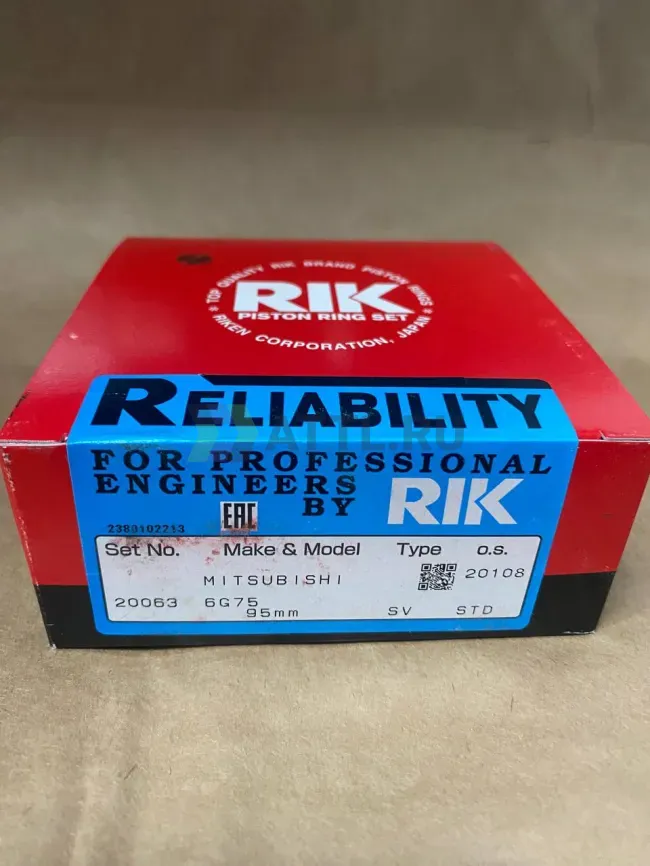 TOP QUALITY RIK BRAND PISTON RINGS
RIK
PISTON RING SET
RIKEN CORPORATION, JAPAN
RELIABILITY
FOR PROFESSIONAL
ENGINEERS
BY RIK
2380102213 EAC
Set No. Make & Model Type o.s.
MITSUBISHI 20108
20063 6G75
95mm SV STD